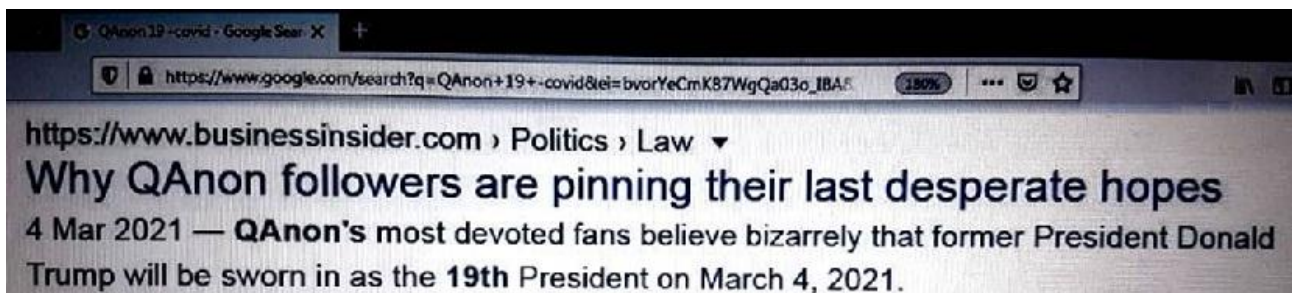 QAnon 19 -covid - Google Sear
https://www.google.com/search?q=QAnon+19+-covid&lei=bvorYeCmKB7WgQa03o_IBA8 180%
https://www.businessinsider.com › Politics › Law
Why QAnon followers are pinning their last desperate hopes
4 Mar 2021 — QAnon's most devoted fans believe bizarrely that former President Donald
Trump will be sworn in as the 19th President on March 4, 2021.